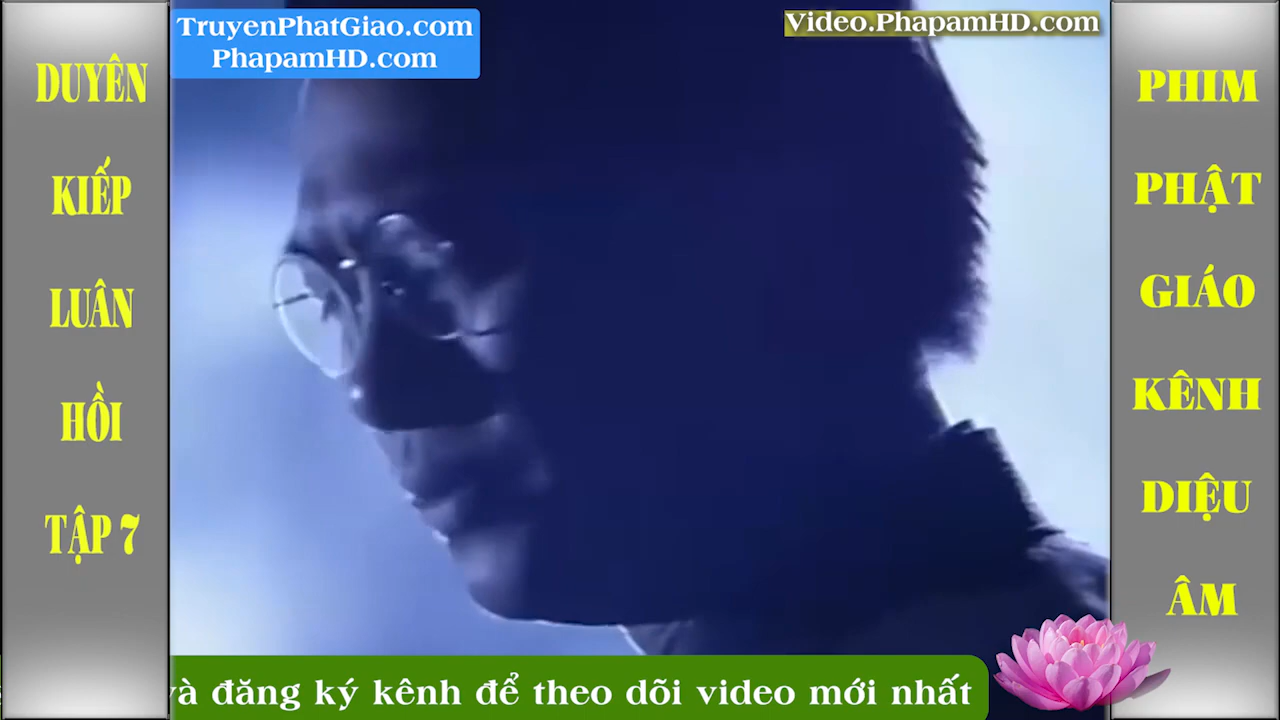 TruyenPhatGiao.com
PhapamHD.com
Video.PhapamHD.com
DUYÊN
KIẾP
LUÂN
HỒI
TẬP 7
PHIM
PHẬT
GIÁO
KÊNH
DIỆU
ÂM
và đăng ký kênh để theo dõi video mới nhất